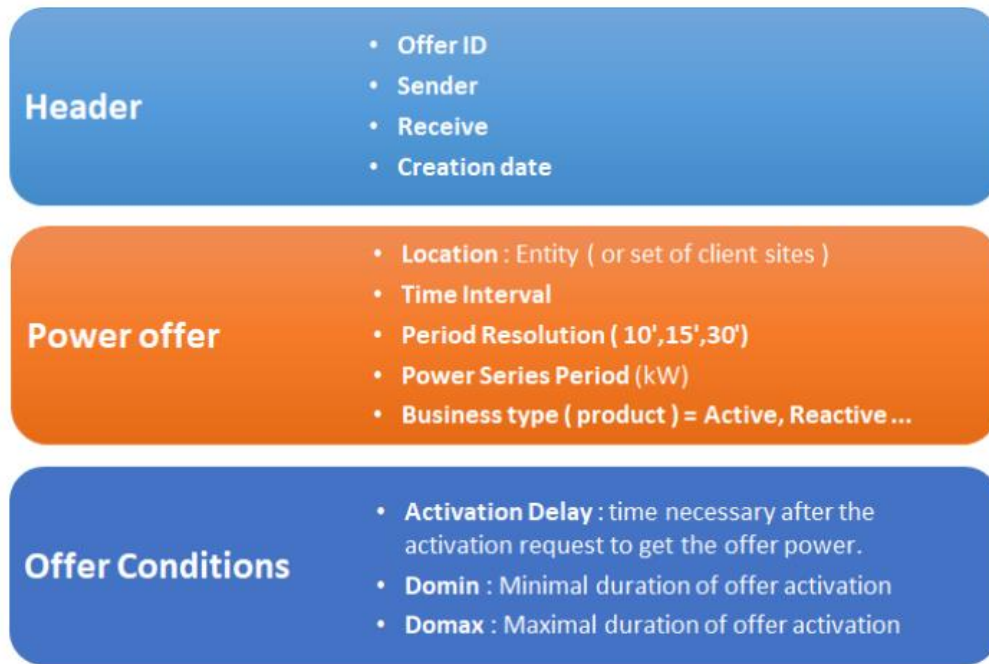 Header
• Offer ID
• Sender
• Receive
• Creation date
Power offer
• Location : Entity ( or set of client sites )
• Time Interval
• Period Resolution ( 10',15',30')
• Power Series Period (kW)
• Business type ( product ) = Active, Reactive ...
Offer Conditions
• Activation Delay : time necessary after the
activation request to get the offer power.
• Domin : Minimal duration of offer activation
• Domax : Maximal duration of offer activation